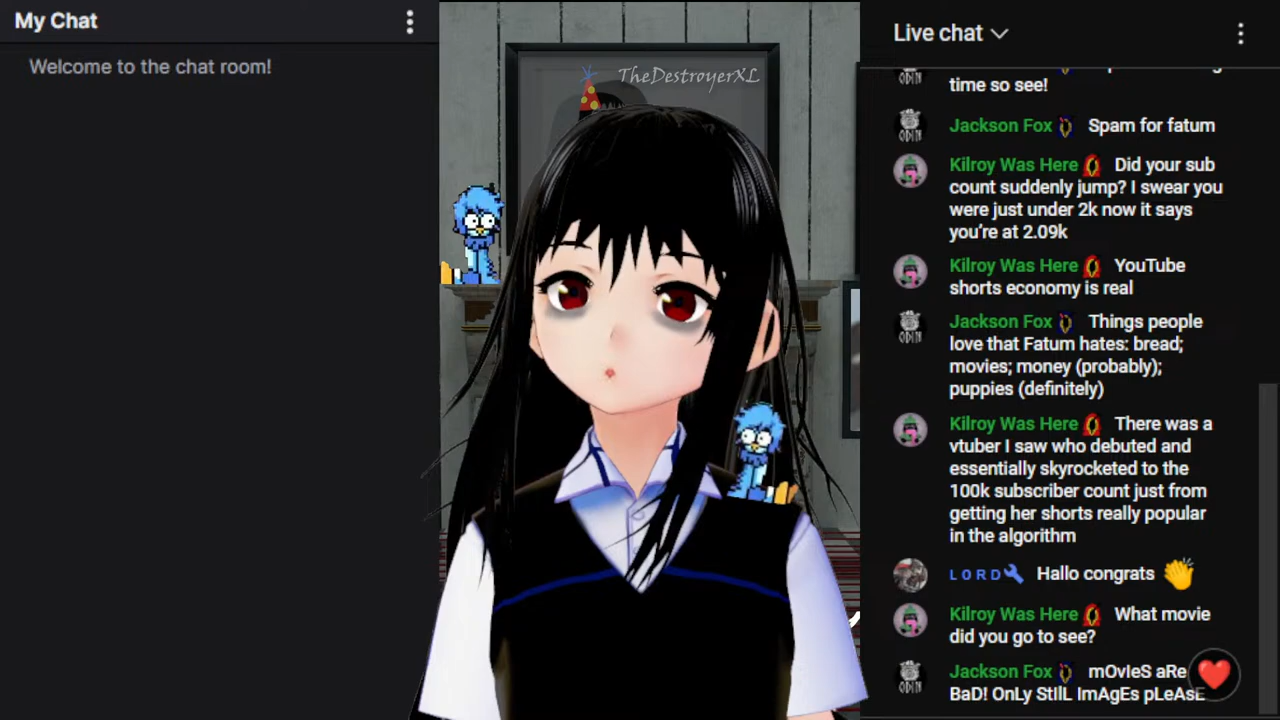 My Chat
Welcome to the chat room!
TheDestroyerXL
Live chat
time so see!
Jackson Fox Spam for fatum
Kilroy Was Here Did your sub
count suddenly jump? I swear you
were just under 2k now it says
you're at 2.09k
Kilroy Was Here YouTube
shorts economy is real
Jackson Fox Things people
love that Fatum hates: bread;
movies; money (probably);
puppies (definitely)
Kilroy Was Here There was a
vtuber I saw who debuted and
essentially skyrocketed to the
100k subscriber count just from
getting her shorts really popular
in the algorithm
L O R D Hallo congrats
Kilroy Was Here What movie
did you go to see?
Jackson Fox mOvIeS aRe
BaD! OnLy StIlL ImAgEs pLeAsE